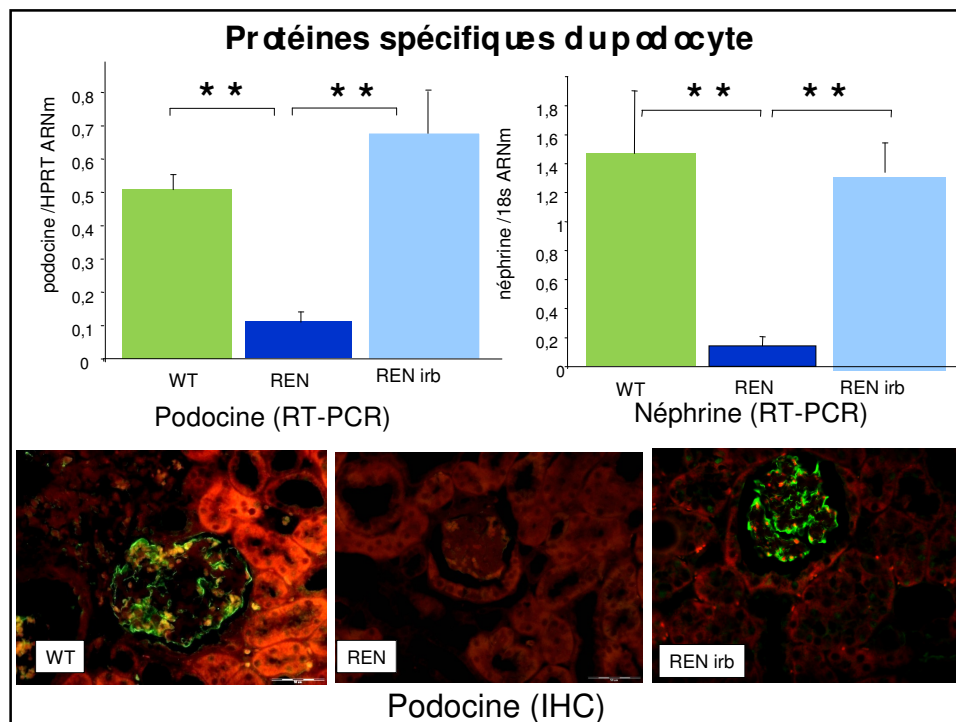 Protéines spécifiques du podocyte
podocine /HPRT ARNm
0,8
0,7
0,6
0,5
0,4
0,3
0,2
0,1
0
* *
* *
WT
REN
REN irb
Podocine (RT-PCR)
néphrine /18s ARNm
1,8
1,6
1,4
1,2
1
0,8
0,6
0,4
0,2
0
* *
* *
WT
REN
REN irb
Néphrine (RT-PCR)
WT
REN
REN irb
Podocine (IHC)